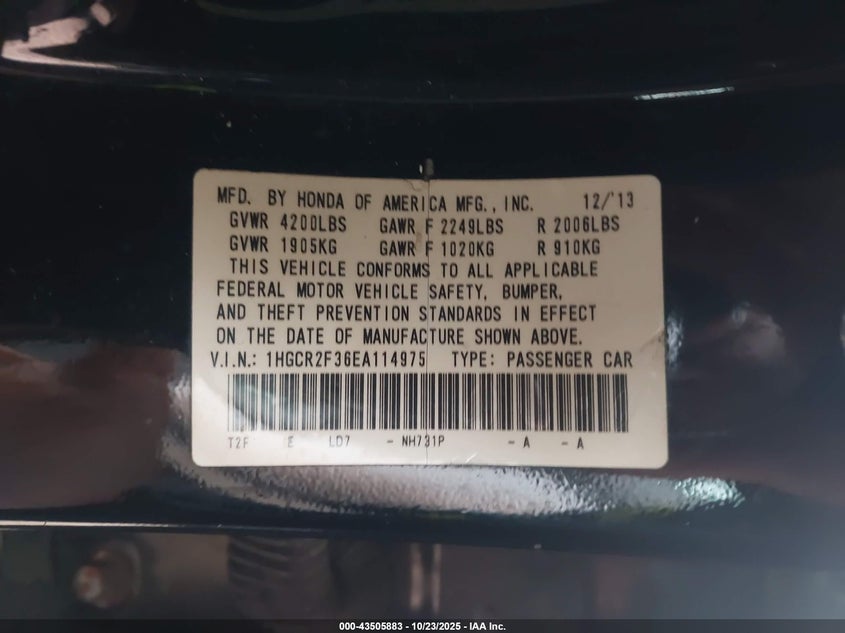 MFD. BY HONDA OF AMERICA MFG., INC. 12/'13
GVWR 4200LBS GAWR F 2249LBS R 2006LBS
GVWR 1905KG GAWR F 1020KG R 910KG
THIS VEHICLE CONFORMS TO ALL APPLICABLE
FEDERAL MOTOR VEHICLE SAFETY, BUMPER,
AND THEFT PREVENTION STANDARDS IN EFFECT
ON THE DATE OF MANUFACTURE SHOWN ABOVE.
V.I.N.: 1HGCR2F36EA114975 TYPE: PASSENGER CAR
T2F E LD7 - NH731P - A - A
000-43505883 - 10/23/2025 - IAA Inc.